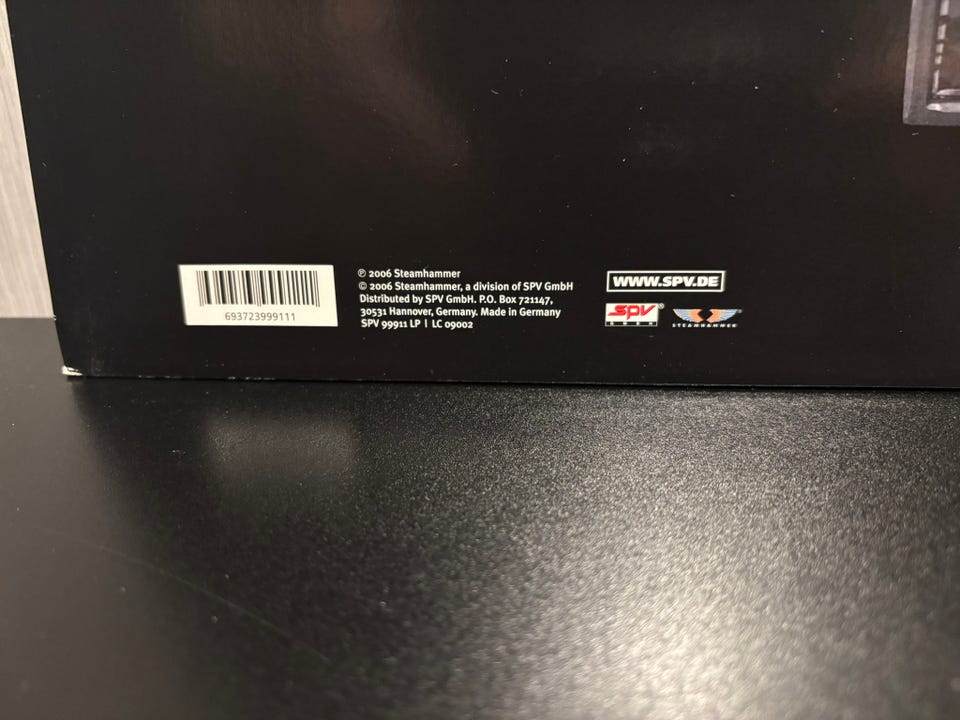 693723999111
℗ 2006 Steamhammer
© 2006 Steamhammer, a division of SPV GmbH
Distributed by SPV GmbH. P.O. Box 721147,
30531 Hannover, Germany. Made in Germany
SPV 99911 LP | LC 09002
WWW.SPV.DE
SPV®
STEAMHAMMER